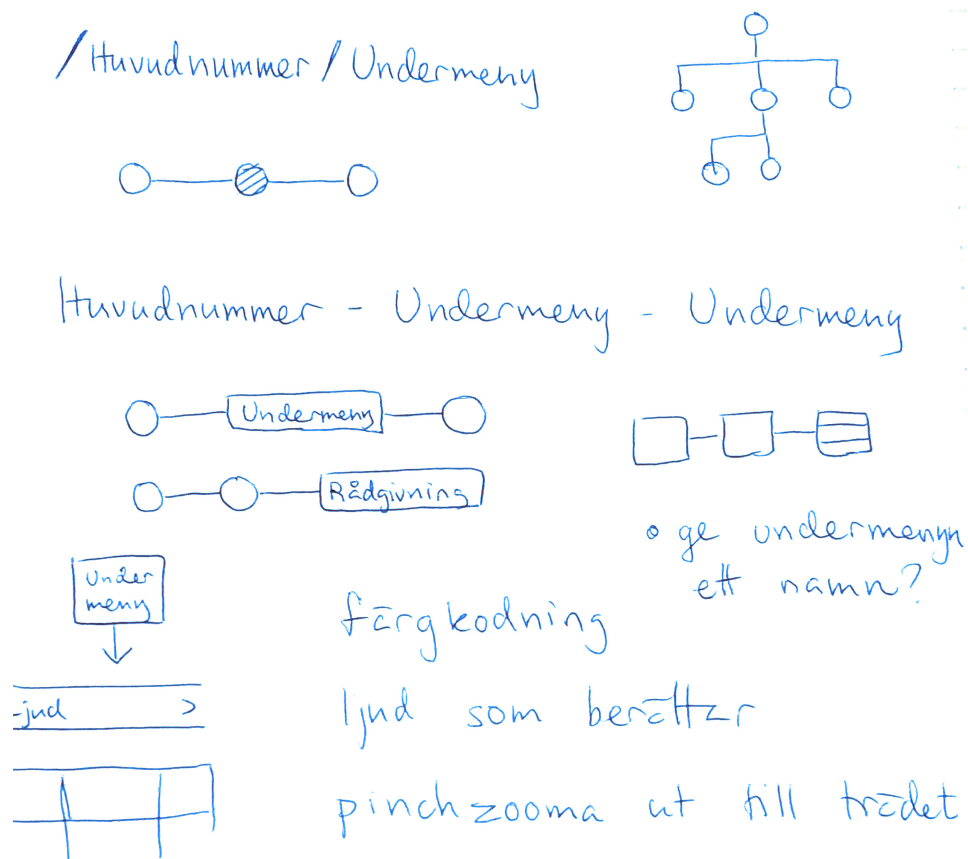 /Huvudnummer/Undermeny
Huvudnummer - Undermeny - Undermeny
Undermeny
Rådgivning
• ge undermenyn
ett namn?
Under
meny
färgkodning
-jud >
ljud som berättar
pinchzooma ut till trädet